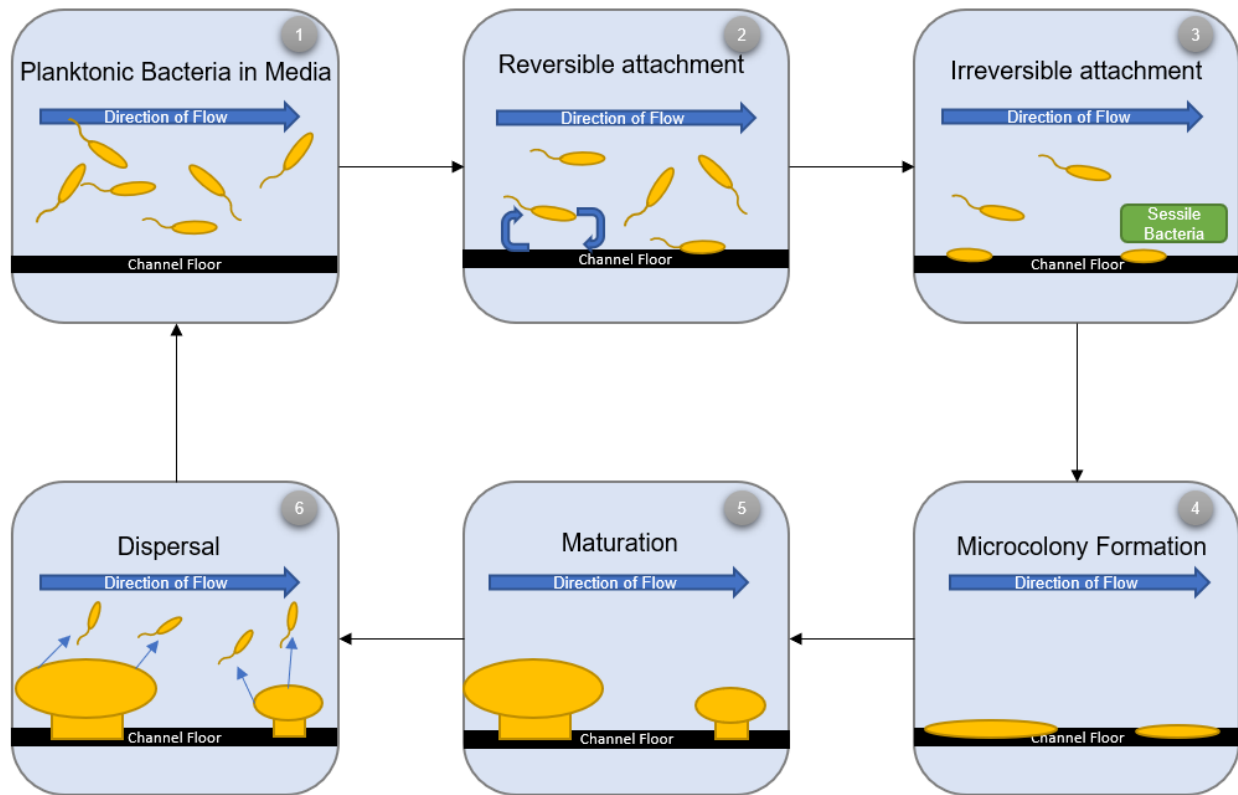 1
Planktonic Bacteria in Media
Direction of Flow
Channel Floor
2
Reversible attachment
Direction of Flow
Channel Floor
3
Irreversible attachment
Direction of Flow
Sessile
Bacteria
Channel Floor
4
Microcolony Formation
Direction of Flow
Channel Floor
5
Maturation
Direction of Flow
Channel Floor
6
Dispersal
Direction of Flow
Channel Floor